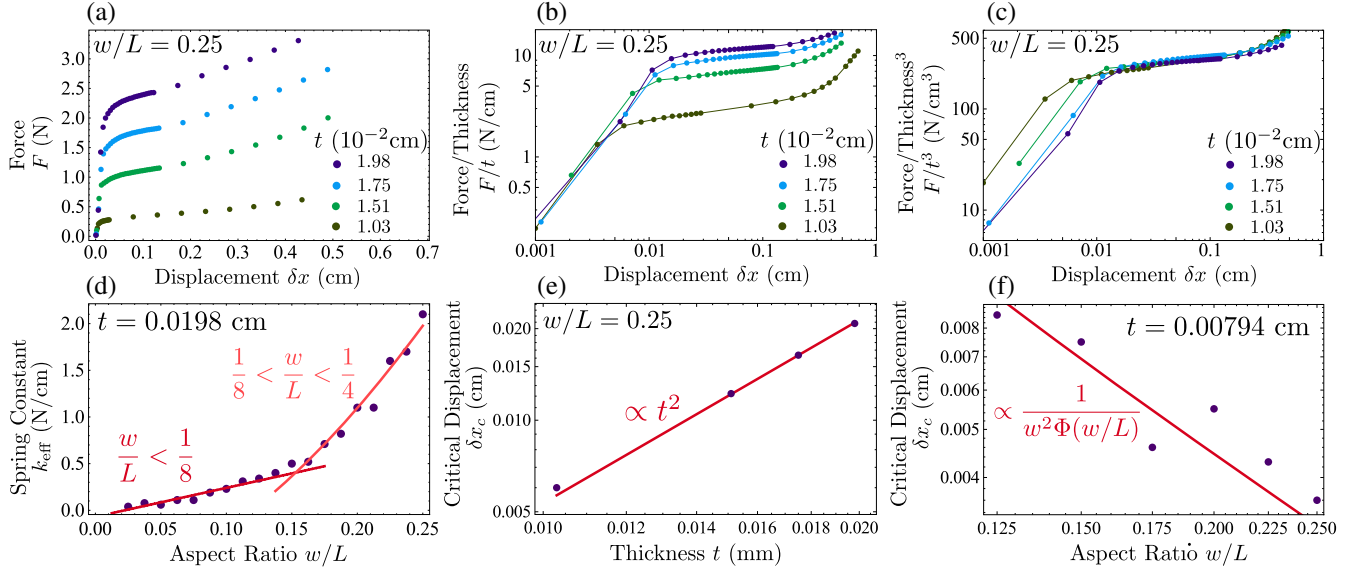 (a)
w/L = 0.25
Force
F (N)
3.0
2.5
2.0
1.5
1.0
0.5
0.0
t (10⁻²cm)
1.98
1.75
1.51
1.03
0.0 0.1 0.2 0.3 0.4 0.5 0.6 0.7
Displacement δx (cm)
(b)
w/L = 0.25
Force/Thickness
F/t (N/cm)
10
5
1
0.5
t (10⁻²cm)
1.98
1.75
1.51
1.03
0.001 0.01 0.1 1
Displacement δx (cm)
(c)
w/L = 0.25
Force/Thickness³
F/t³ (N/cm³)
500
100
50
10
t (10⁻²cm)
1.98
1.75
1.51
1.03
0.001 0.01 0.1 1
Displacement δx (cm)
(d)
t = 0.0198 cm
Spring Constant
k_eff (N/cm)
2.0
1.5
1.0
0.5
0.0
1/8 < w/L < 1/4
w/L < 1/8
0.00 0.05 0.10 0.15 0.20 0.25
Aspect Ratio w/L
(e)
w/L = 0.25
Critical Displacement
δx_c (cm)
0.020
0.015
0.010
0.005
∝ t²
0.010 0.012 0.014 0.016 0.018 0.020
Thickness t (mm)
(f)
t = 0.00794 cm
Critical Displacement
δx_c (cm)
0.008
0.007
0.006
0.005
0.004
∝ 1/(w²Φ(w/L))
0.125 0.150 0.175 0.200 0.225 0.250
Aspect Ratio w/L